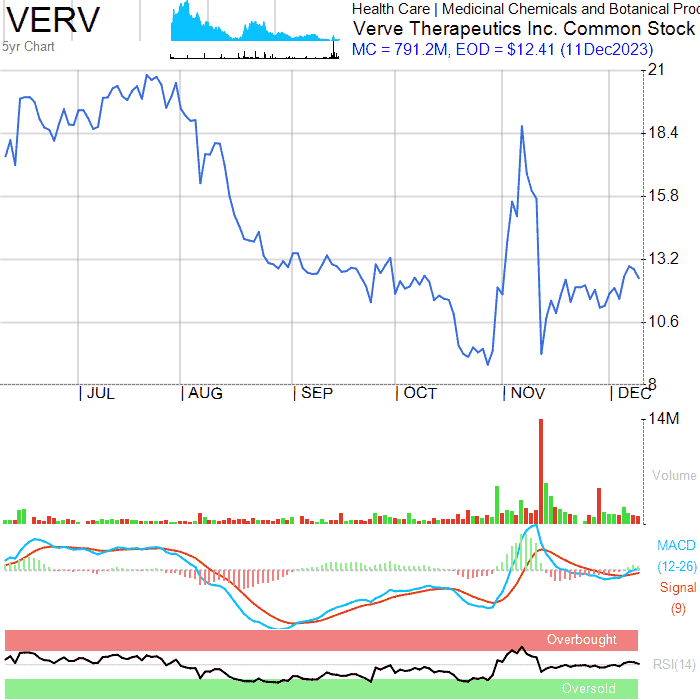 VERV
5yr Chart
Health Care | Medicinal Chemicals and Botanical Proc
Verve Therapeutics Inc. Common Stock
MC = 791.2M, EOD = $12.41 (11Dec2023)
21
18.4
15.8
13.2
10.6
8
| JUL | AUG | SEP | OCT | NOV | DEC
14M
Volume
MACD
(12-26)
Signal
(9)
Overbought
RSI(14)
Oversold